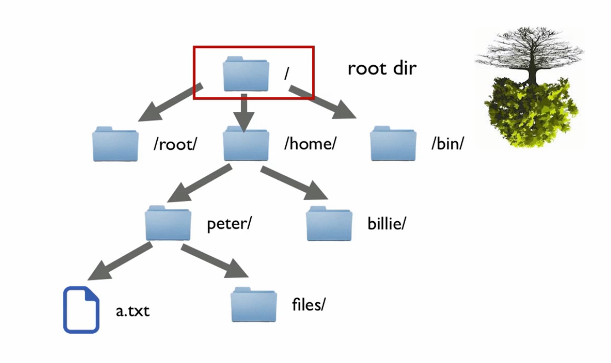 /
root dir
/root/
/home/
/bin/
peter/
billie/
a.txt
files/